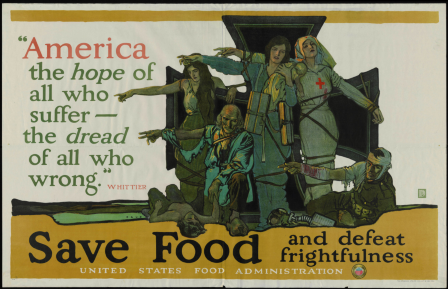 "America
the hope of
all who
suffer —
the dread
of all who
wrong."
WHITTIER
Save Food
and defeat
frightfulness
UNITED STATES FOOD ADMINISTRATION